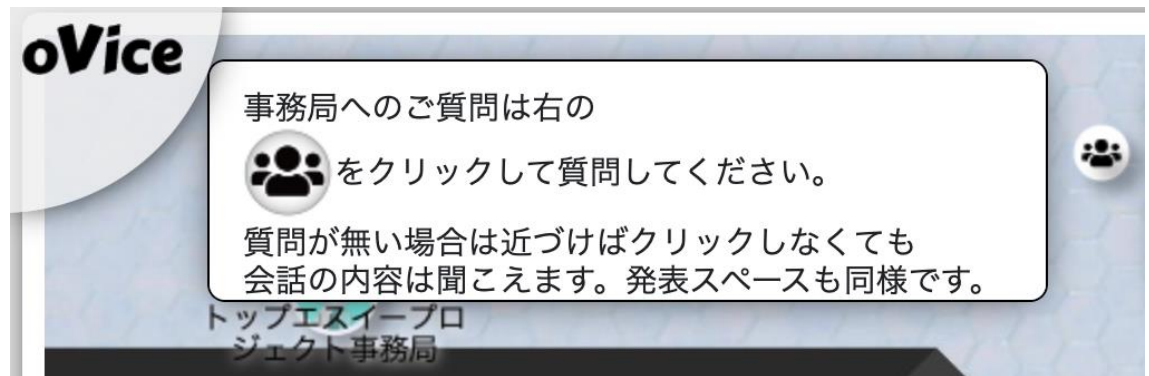 oVice
事務局へのご質問は右の
をクリックして質問してください。
質問が無い場合は近づけばクリックしなくても
会話の内容は聞こえます。発表スペースも同様です。
トップエスイープロ
ジェクト事務局